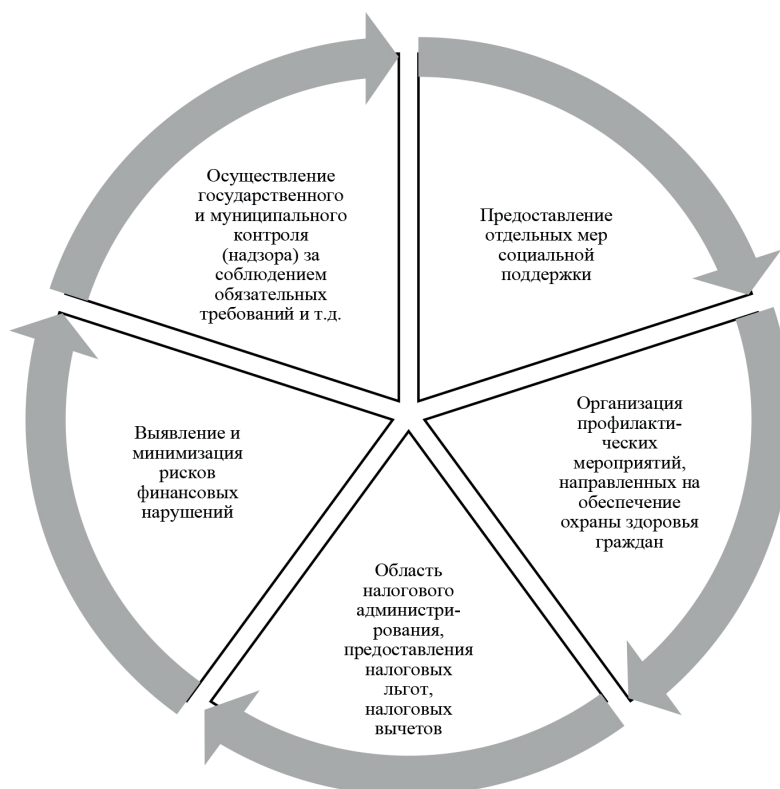 Осуществление
государственного
и муниципального
контроля
(надзора) за
соблюдением
обязательных
требований и т.д.
Предоставление
отдельных мер
социальной
поддержки
Организация
профилакти-
ческих
мероприятий,
направленных на
обеспечение
охраны здоровья
граждан
Область
налогового
администри-
рования,
предоставления
налоговых
льгот,
налоговых
вычетов
Выявление и
минимизация
рисков
финансовых
нарушений